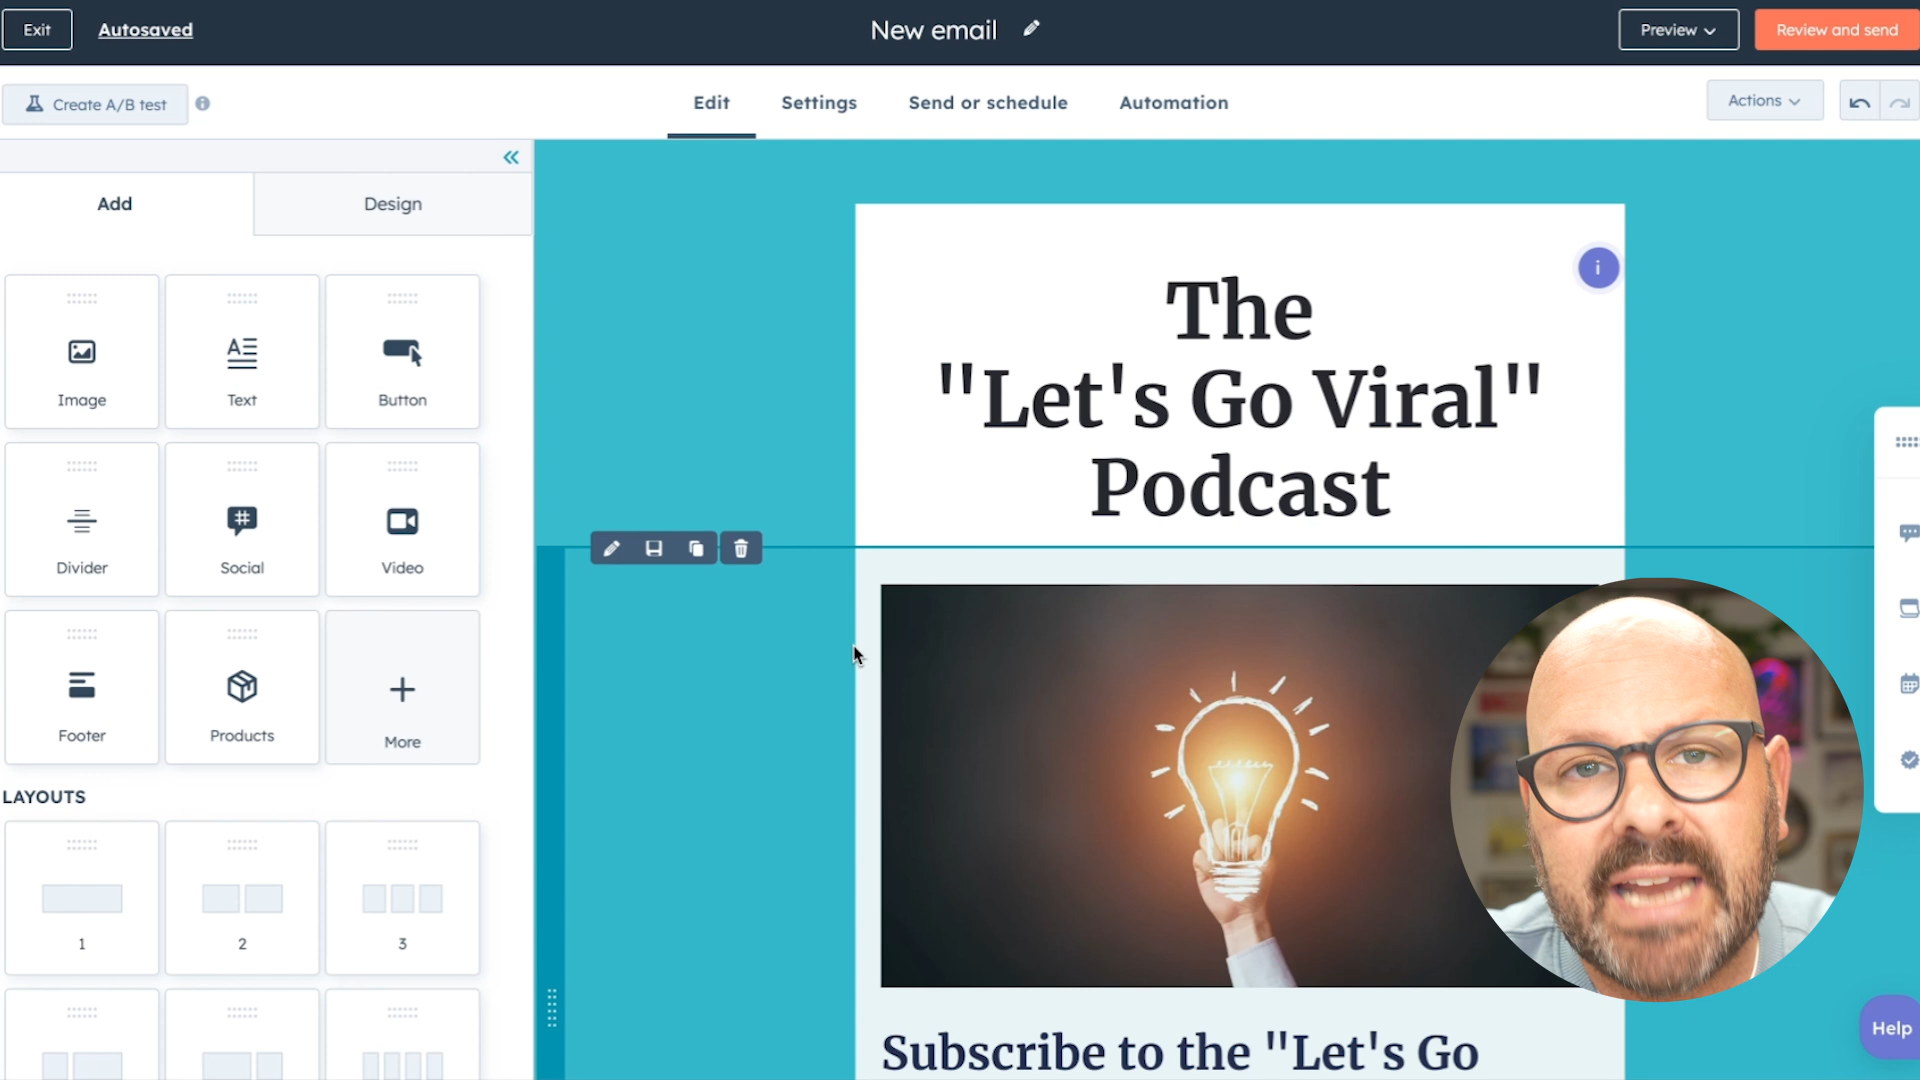 Exit
Autosaved
New email
Preview
Review and send
Create A/B test
Edit
Settings
Send or schedule
Automation
Actions
Add
Design
Image
Text
Button
Divider
Social
Video
Footer
Products
More
LAYOUTS
1
2
3
The
"Let's Go Viral"
Podcast
Subscribe to the "Let's Go
Help